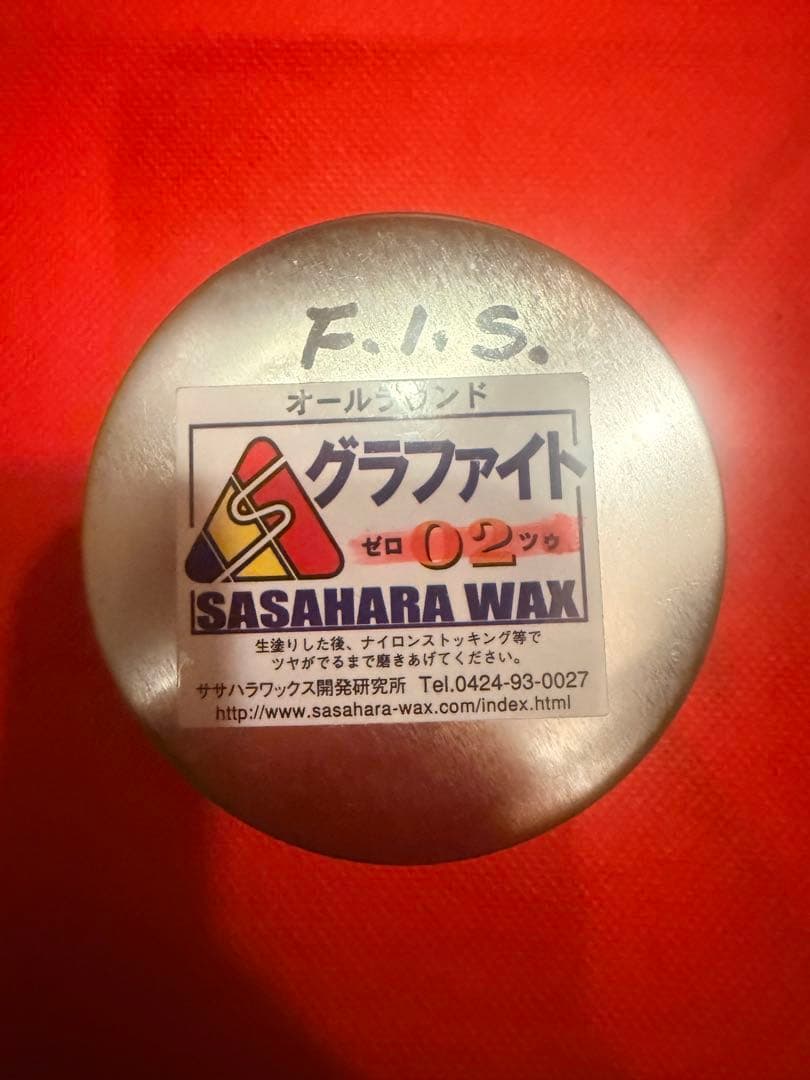 F.I.S.
オールラウンド
グラファイト
ゼロ 02 ツゥ
SASAHARA WAX
生塗りした後、ナイロンストッキング等で
ツヤがでるまで磨きあげてください。
ササハラワックス開発研究所 Tel.0424-93-0027
http://www.sasahara-wax.com/index.html